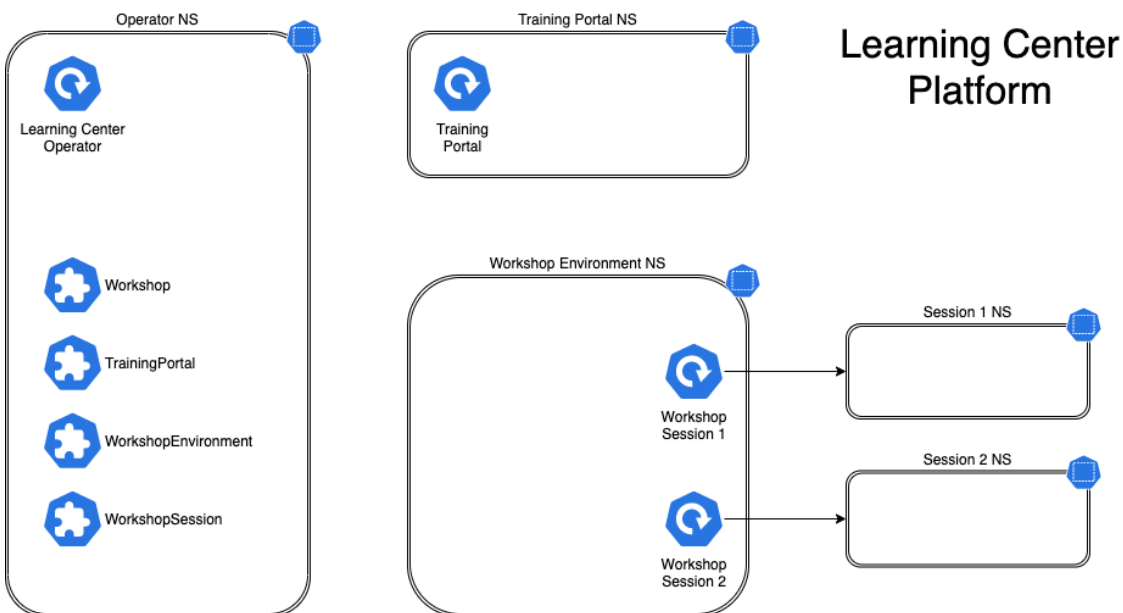 Operator NS
Training Portal NS
Learning Center
Platform
Learning Center
Operator
Training
Portal
Workshop
TrainingPortal
WorkshopEnvironment
WorkshopSession
Workshop Environment NS
Workshop
Session 1
Session 1 NS
Workshop
Session 2
Session 2 NS